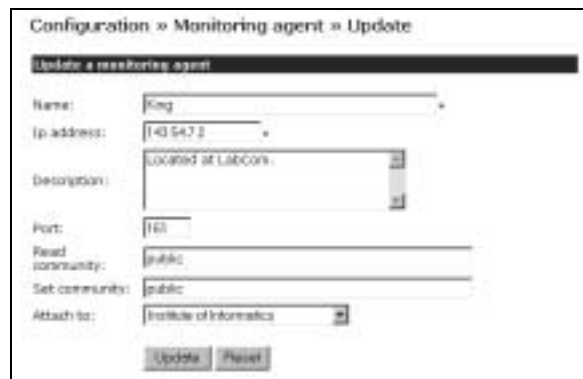 Configuration » Monitoring agent » Update
Update a monitoring agent
Name: King *
Ip address: 143.54.7.2 *
Description: Located at LabCom.
Port: 161
Read community: public
Set community: public
Attach to: Institute of Informatics
Update Reset